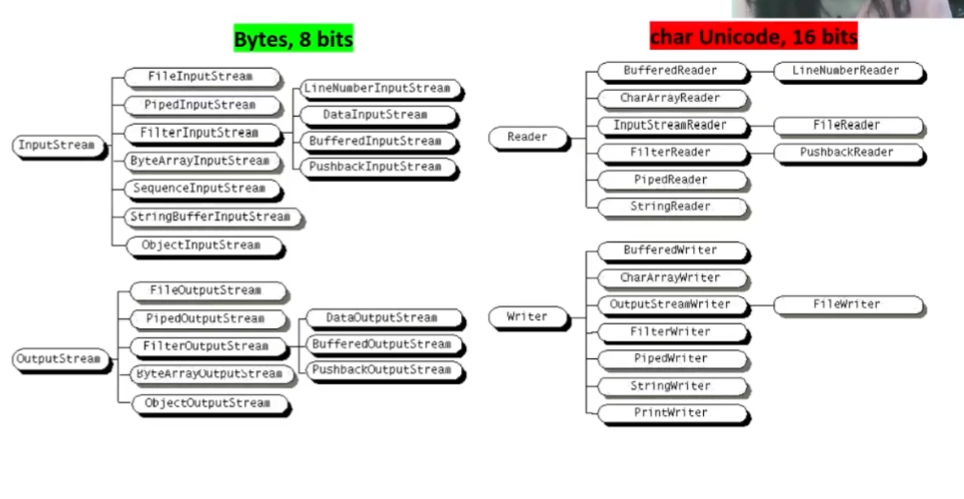 Bytes, 8 bits
FileInputStream
PipedInputStream
FilterInputStream
ByteArrayInputStream
SequenceInputStream
StringBufferInputStream
ObjectInputStream
InputStream
LineNumberInputStream
DataInputStream
BufferedInputStream
PushbackInputStream
FileOutputStream
PipedOutputStream
FilterOutputStream
ByteArrayOutputStream
ObjectOutputStream
OutputStream
DataOutputStream
BufferedOutputStream
PushbackOutputStream
char Unicode, 16 bits
BufferedReader
CharArrayReader
InputStreamReader
FilterReader
PipedReader
StringReader
Reader
LineNumberReader
FileReader
PushbackReader
BufferedWriter
CharArrayWriter
OutputStreamWriter
FilterWriter
PipedWriter
StringWriter
PrintWriter
Writer
FileWriter